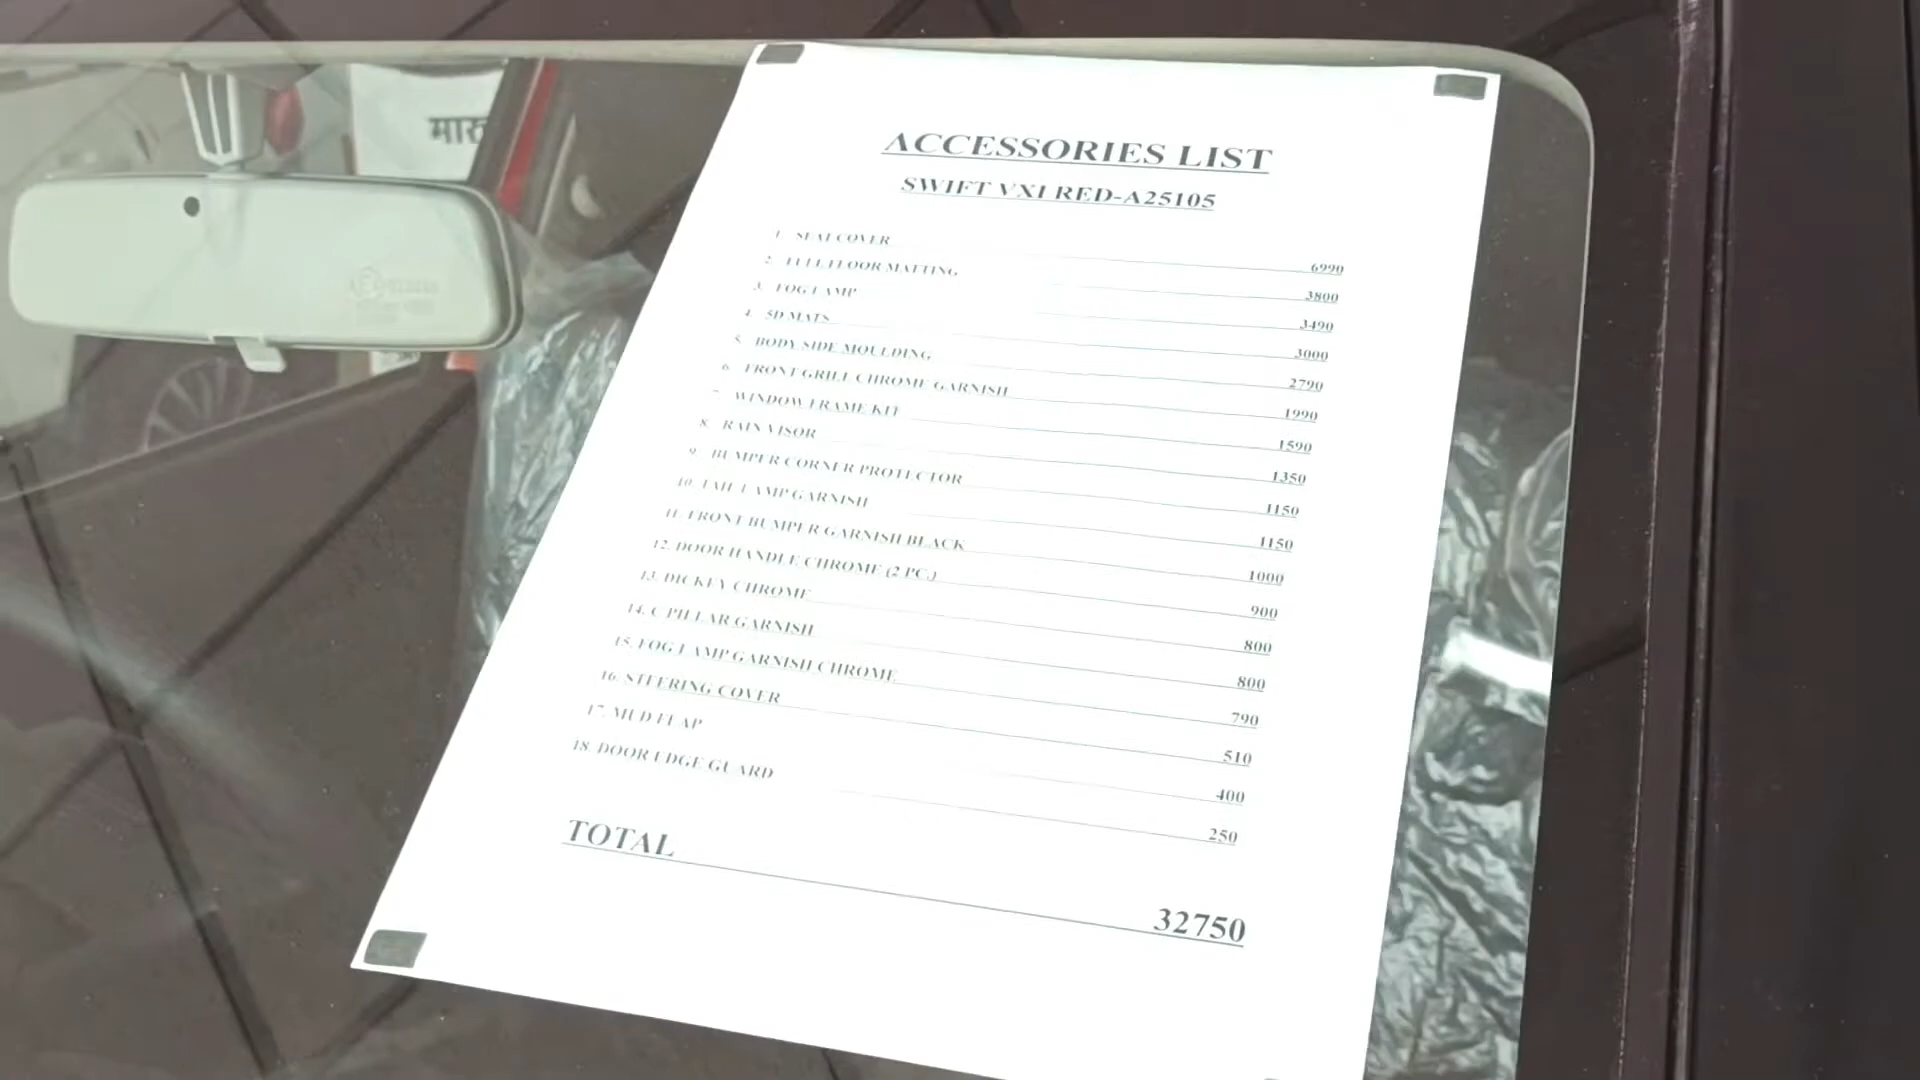 मारु
ACCESSORIES LIST
SWIFT VXI RED-A25105
1. SEAT COVER 6990
2. FULL FLOOR MATTING 3800
3. FOG LAMP 3490
4. 5D MATS 3000
5. BODY SIDE MOULDING 2790
6. FRONT GRILL CHROME GARNISH 1990
7. WINDOW FRAME KIT 1590
8. RAIN VISOR 1350
9. BUMPER CORNER PROTECTOR 1150
10. TAIL LAMP GARNISH 1150
11. FRONT BUMPER GARNISH BLACK 1000
12. DOOR HANDLE CHROME (2 PC.) 900
13. DICKEY CHROME 800
14. C PILLAR GARNISH 800
15. FOG LAMP GARNISH CHROME 790
16. STEERING COVER 510
17. MUD FLAP 400
18. DOOR EDGE GUARD 250
TOTAL 32750